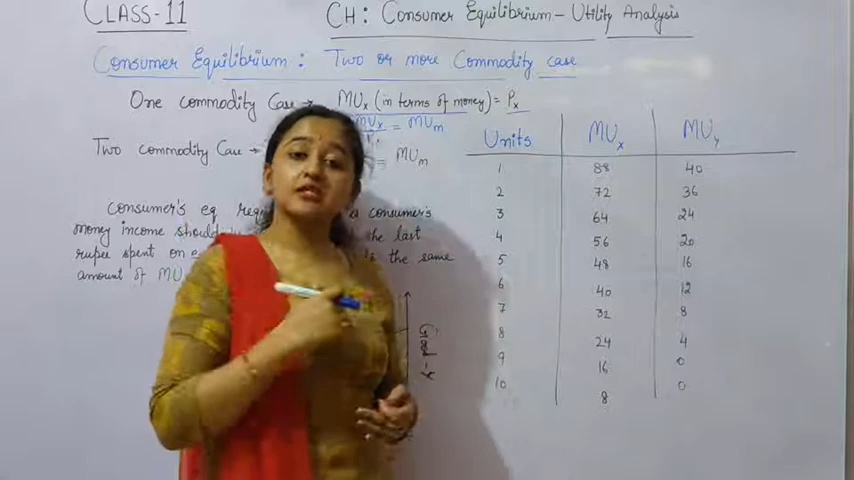 CLASS-11
CH: Consumer Equilibrium - Utility Analysis
Consumer Equilibrium: Two or more Commodity case
One commodity Case → MUx (in terms of money) = Px
MUx = MUm
Two commodity Case → = MUm
Consumer's eq a consumer's
money income should the last
rupee spent on is the same
amount of MU
Units MUx MUy
1 88 40
2 72 36
3 64 24
4 56 20
5 48 16
6 40 12
7 32 8
8 24 4
9 16 0
10 8 0